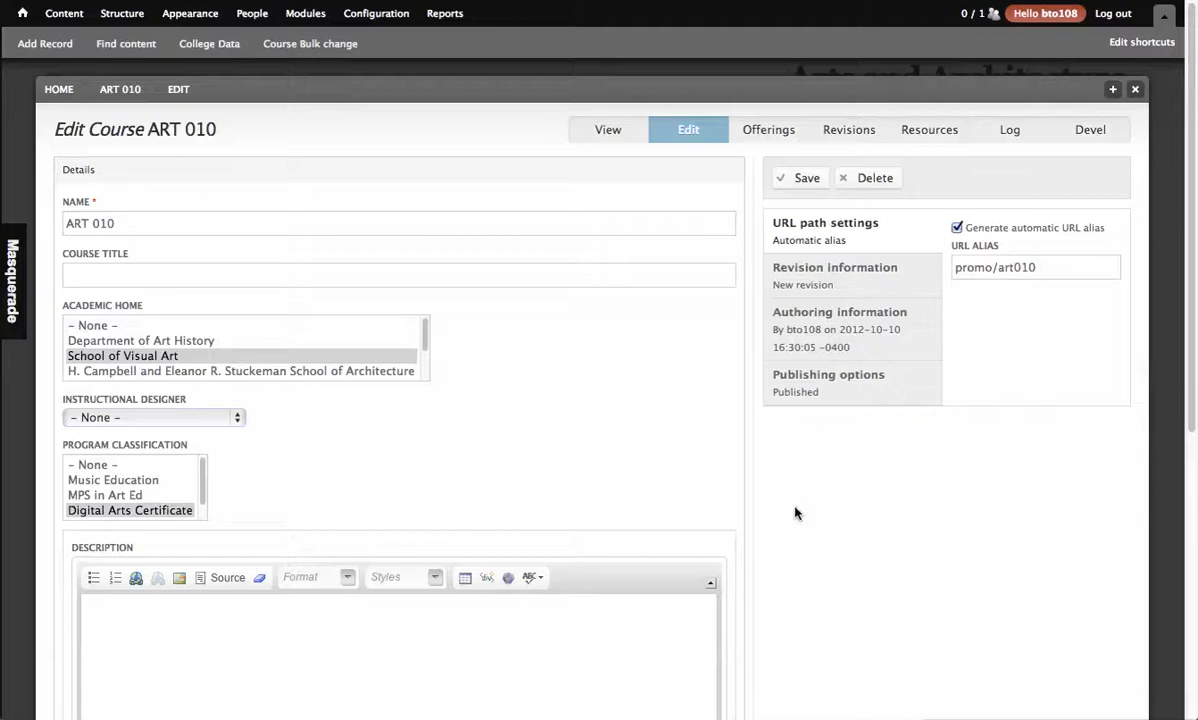 Content Structure Appearance People Modules Configuration Reports 0 / 1 Hello bto108 Log out
Add Record Find content College Data Course Bulk change Edit shortcuts
Arts and Architecture
HOME ART 010 EDIT
Edit Course ART 010
View Edit Offerings Revisions Resources Log Devel
Masquerade
Details
NAME *
ART 010
COURSE TITLE
ACADEMIC HOME
- None -
Department of Art History
School of Visual Art
H. Campbell and Eleanor R. Stuckeman School of Architecture
INSTRUCTIONAL DESIGNER
- None -
PROGRAM CLASSIFICATION
- None -
Music Education
MPS in Art Ed
Digital Arts Certificate
DESCRIPTION
Source Format Styles ABC
Save Delete
URL path settings
Automatic alias
Revision information
New revision
Authoring information
By bto108 on 2012-10-10
16:30:05 -0400
Publishing options
Published
Generate automatic URL alias
URL ALIAS
promo/art010